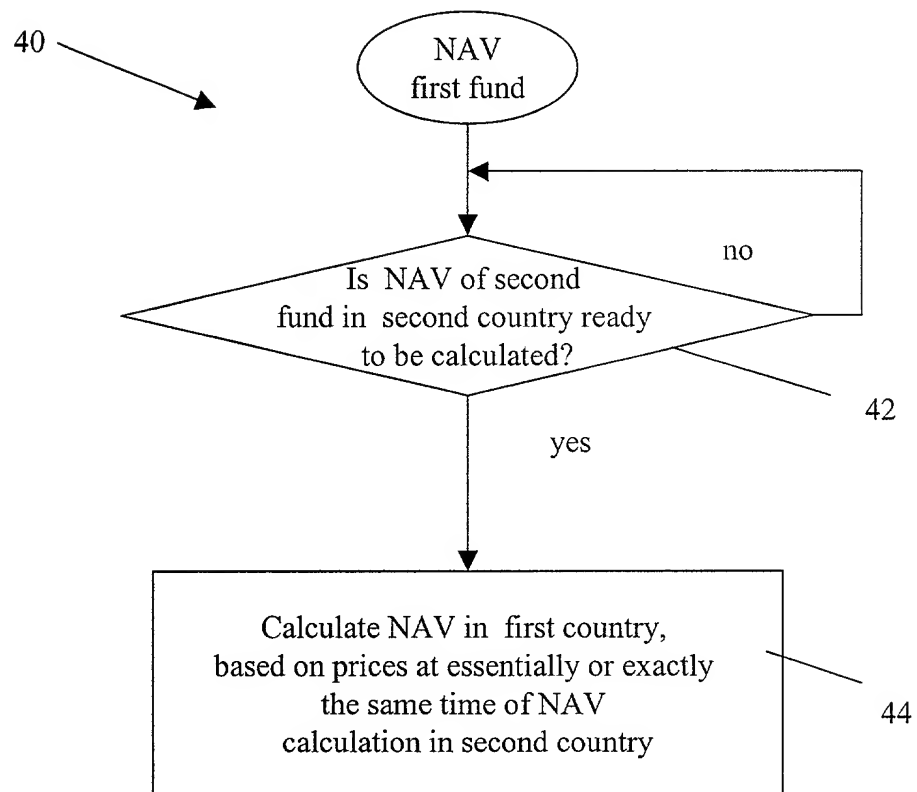 40
NAV
first fund
no
Is NAV of second
fund in second country ready
to be calculated?
42
yes
Calculate NAV in first country,
based on prices at essentially or exactly
the same time of NAV
calculation in second country
44